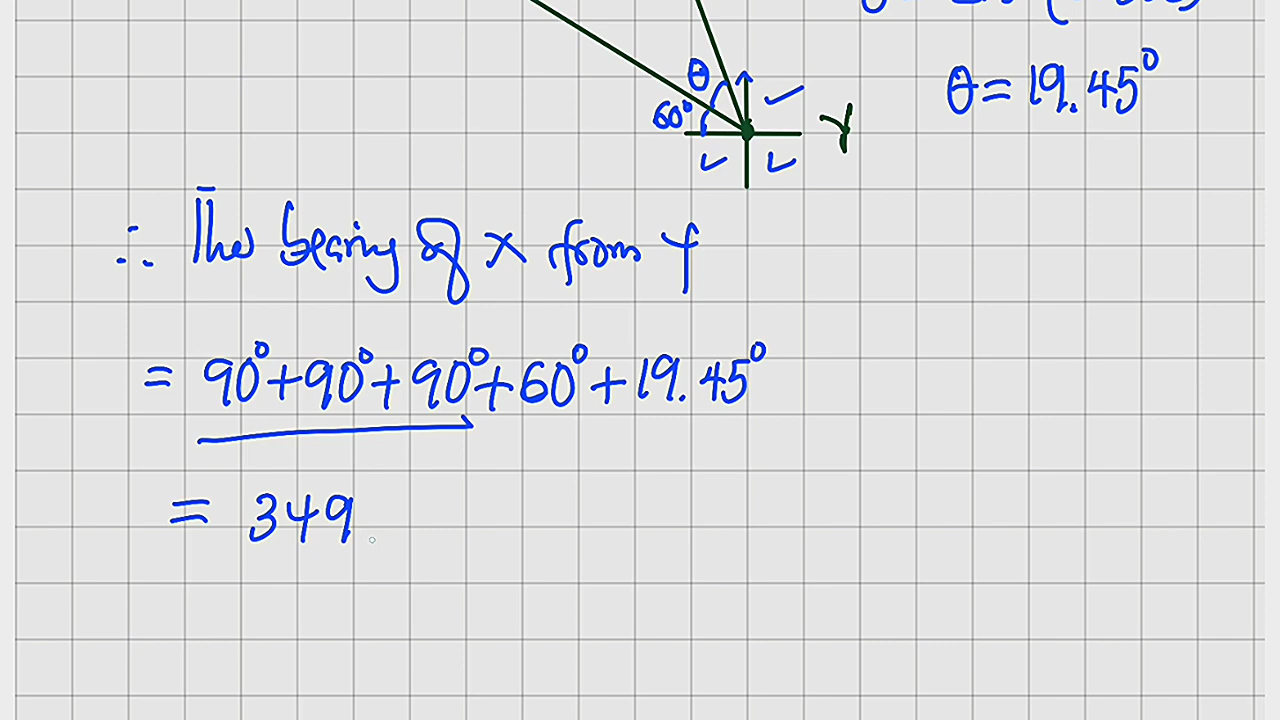 θ = 19.45°
θ
60°
Y
∴ The bearing of X from Y
= 90° + 90° + 90° + 60° + 19.45°
= 349